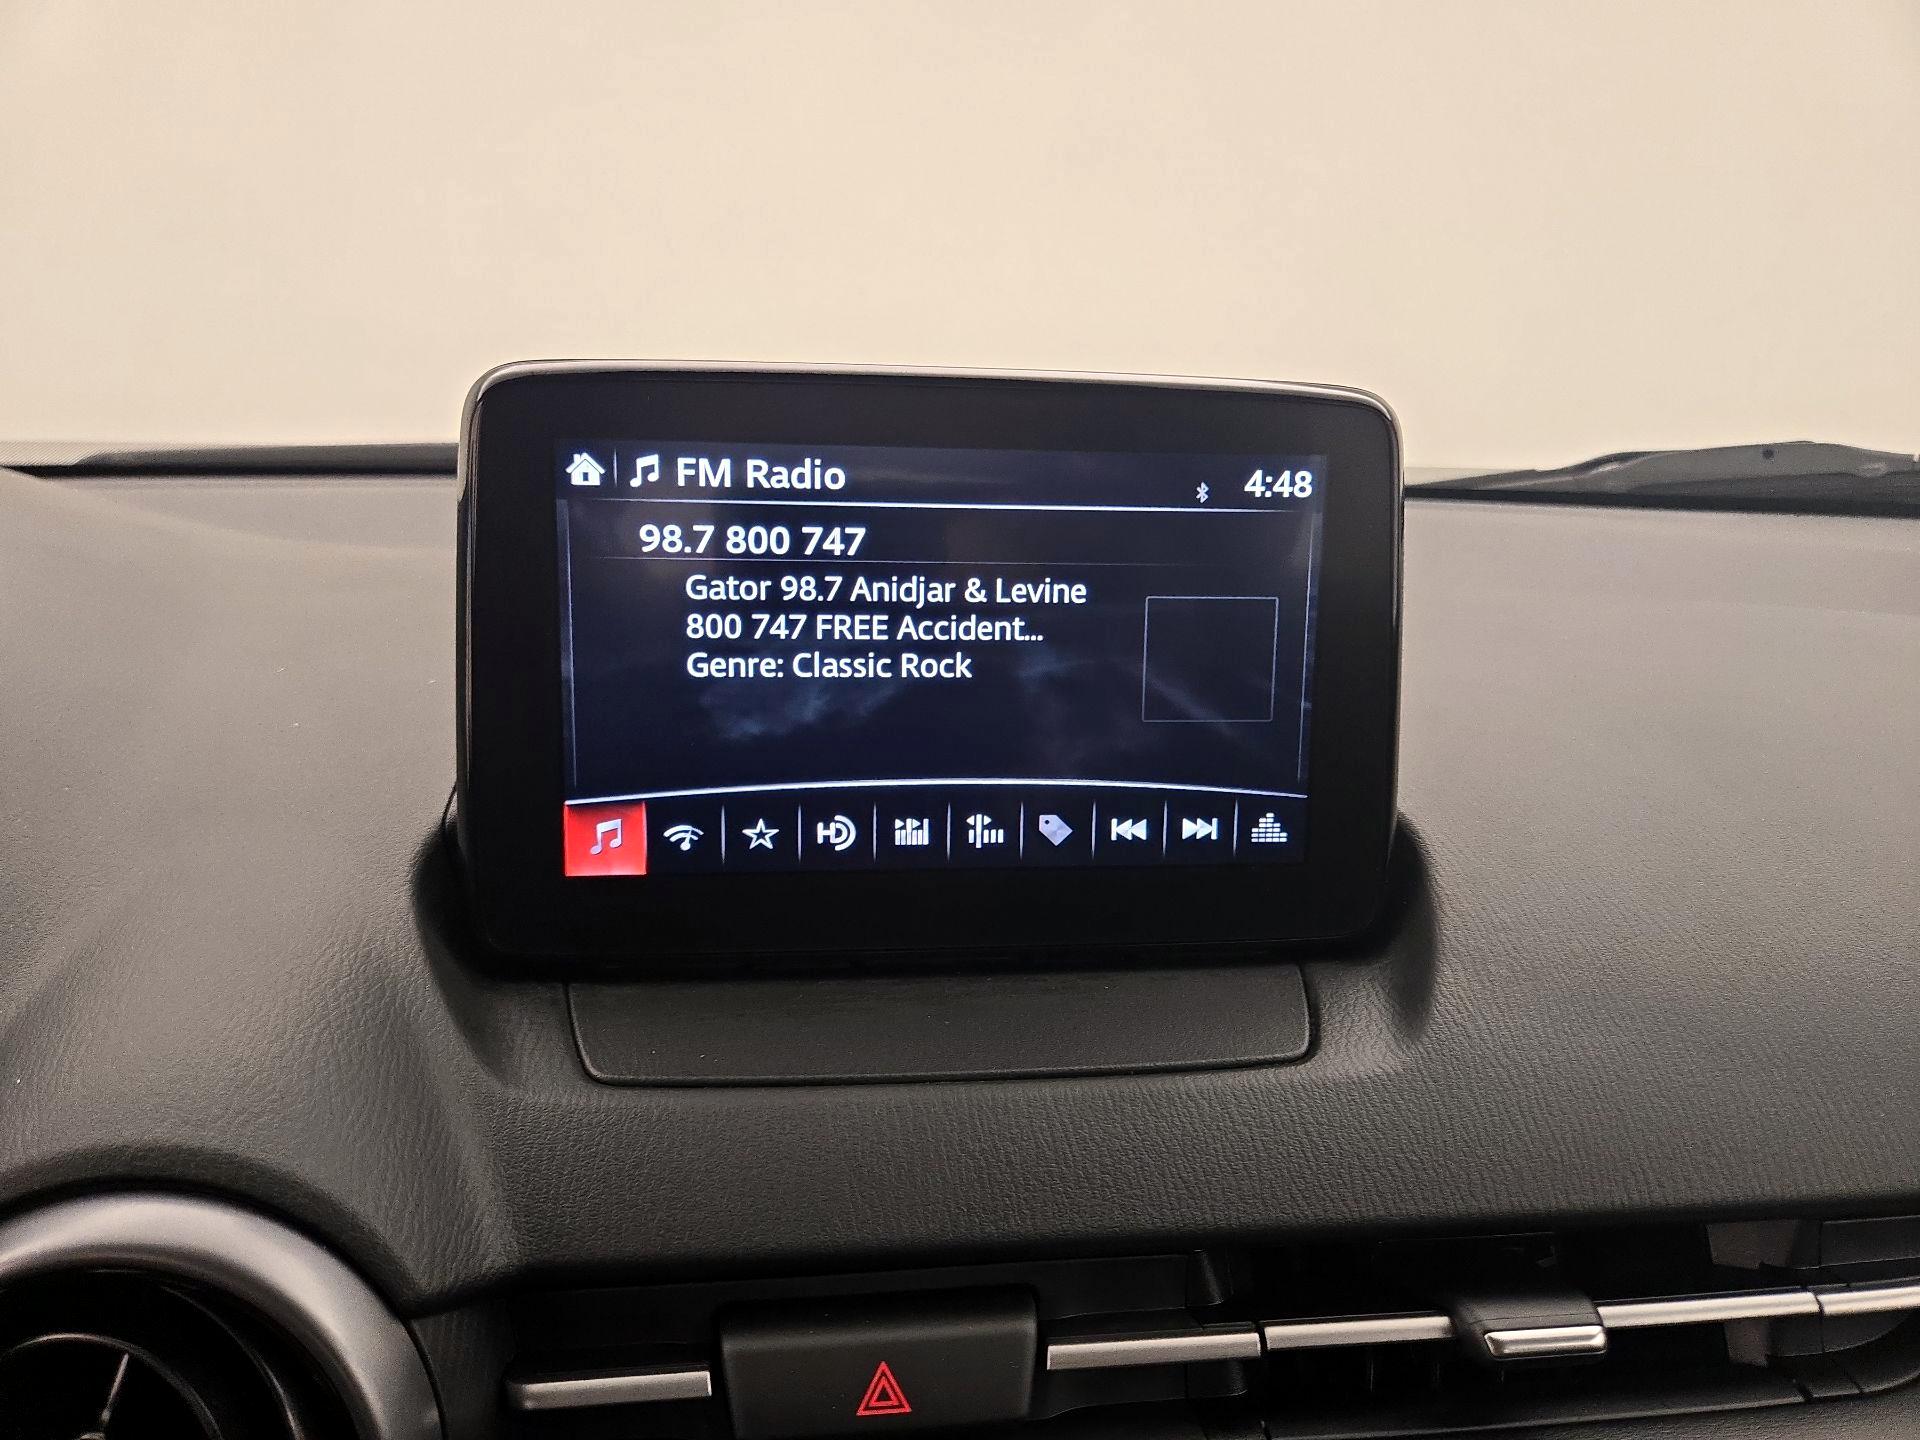 FM Radio
4:48
98.7 800 747
Gator 98.7 Anidjar & Levine
800 747 FREE Accident...
Genre: Classic Rock
HD